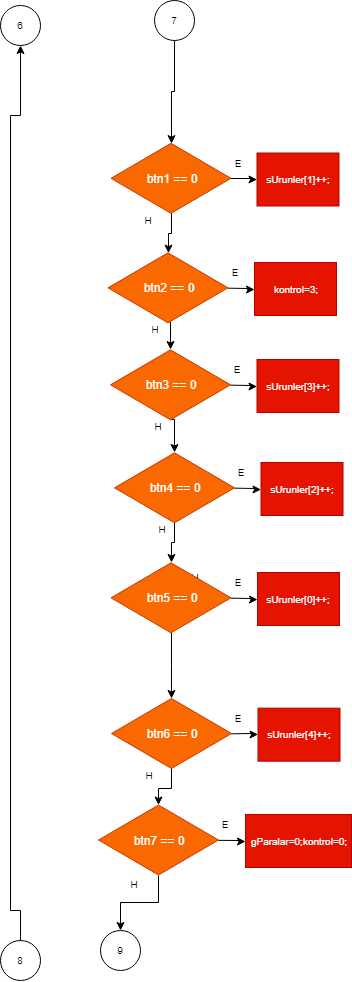 6
7
btn1 == 0
E
sUrunler[1]++;
H
btn2 == 0
E
kontrol=3;
H
btn3 == 0
E
sUrunler[3]++;
H
btn4 == 0
E
sUrunler[2]++;
H
btn5 == 0
E
sUrunler[0]++;
btn6 == 0
E
sUrunler[4]++;
H
btn7 == 0
E
gParalar=0;kontrol=0;
H
9
8